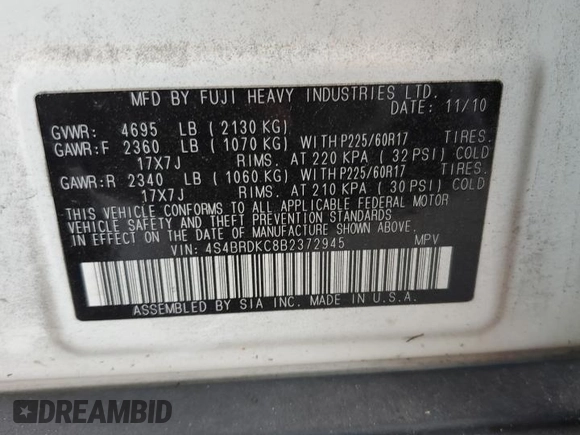 MFD BY FUJI HEAVY INDUSTRIES LTD.
DATE: 11/10
GVWR: 4695 LB (2130 KG)
GAWR:F 2360 LB (1070 KG) WITH P225/60R17 TIRES.
17X7J RIMS. AT 220 KPA (32 PSI) COLD
GAWR:R 2340 LB (1060 KG) WITH P225/60R17 TIRES.
17X7J RIMS. AT 210 KPA (30 PSI) COLD
THIS VEHICLE CONFORMS TO ALL APPLICABLE FEDERAL MOTOR
VEHICLE SAFETY AND THEFT PREVENTION STANDARDS
IN EFFECT ON THE DATE OF MANUFACTURE SHOWN ABOVE.
VIN: 4S4BRDKC8B2372945 MPV
ASSEMBLED BY SIA INC. MADE IN U.S.A.
DREAMBID